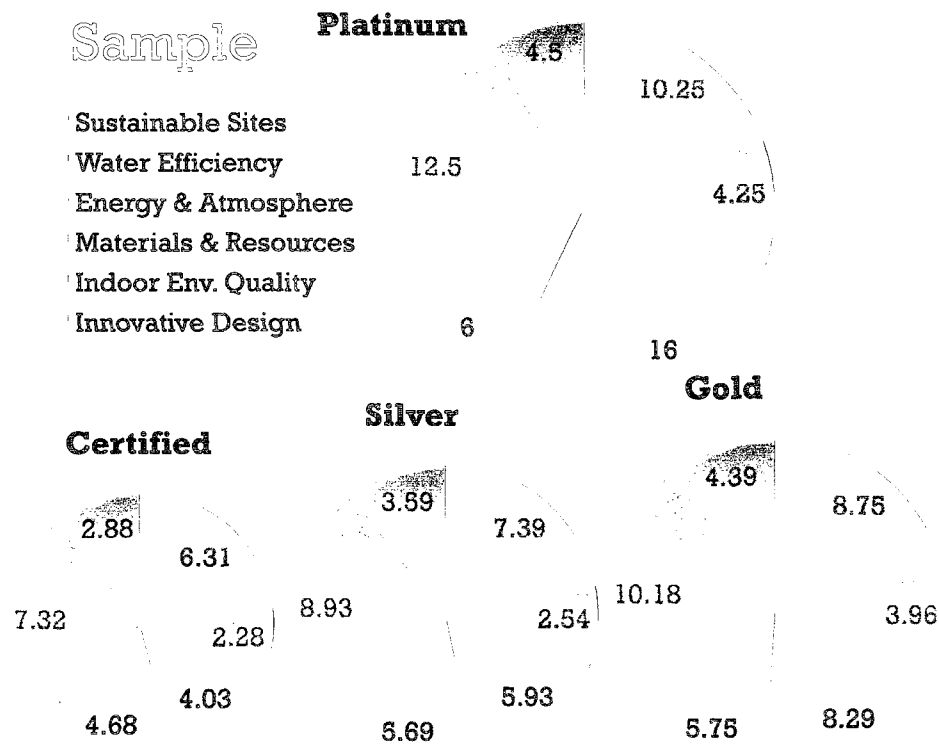 Sample
Platinum
4.5
10.25
Sustainable Sites
Water Efficiency
12.5
Energy & Atmosphere
4.25
Materials & Resources
Indoor Env. Quality
Innovative Design
6
16
Certified
Silver
Gold
2.88
6.31
7.32
2.28
4.03
4.68
3.59
7.39
8.93
2.54
5.93
5.69
4.39
8.75
10.18
3.96
8.29
5.75